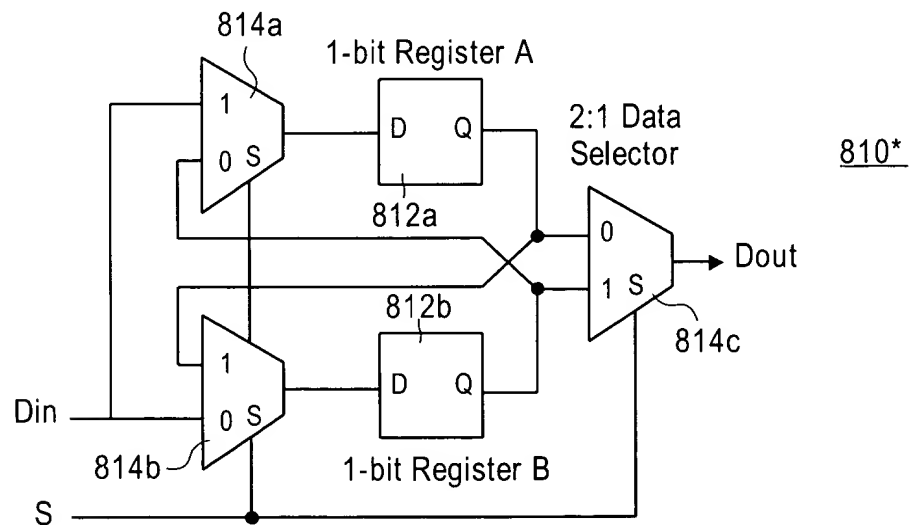 814a
1-bit Register A
1
0 S
D Q
812a
2:1 Data
Selector
810*
0
1 S
Dout
814c
812b
1
0 S
D Q
Din
814b
1-bit Register B
S